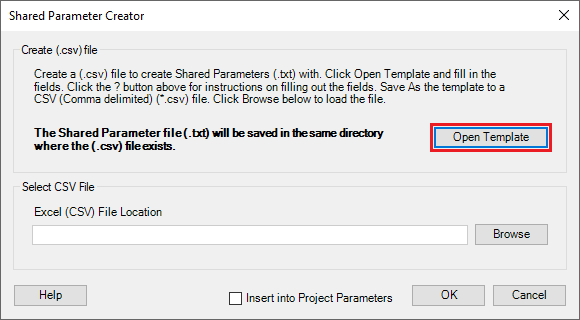 Shared Parameter Creator
Create (.csv) file
Create a (.csv) file to create Shared Parameters (.txt) with. Click Open Template and fill in the
fields. Click the ? button above for instructions on filling out the fields. Save As the template to a
CSV (Comma delimited) (*.csv) file. Click Browse below to load the file.
The Shared Parameter file (.txt) will be saved in the same directory
where the (.csv) file exists.
Open Template
Select CSV File
Excel (CSV) File Location
Browse
Help
Insert into Project Parameters
OK
Cancel